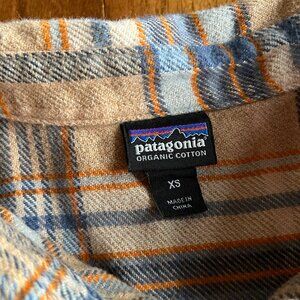 patagonia
ORGANIC COTTON
XS
MADE IN
CHINA